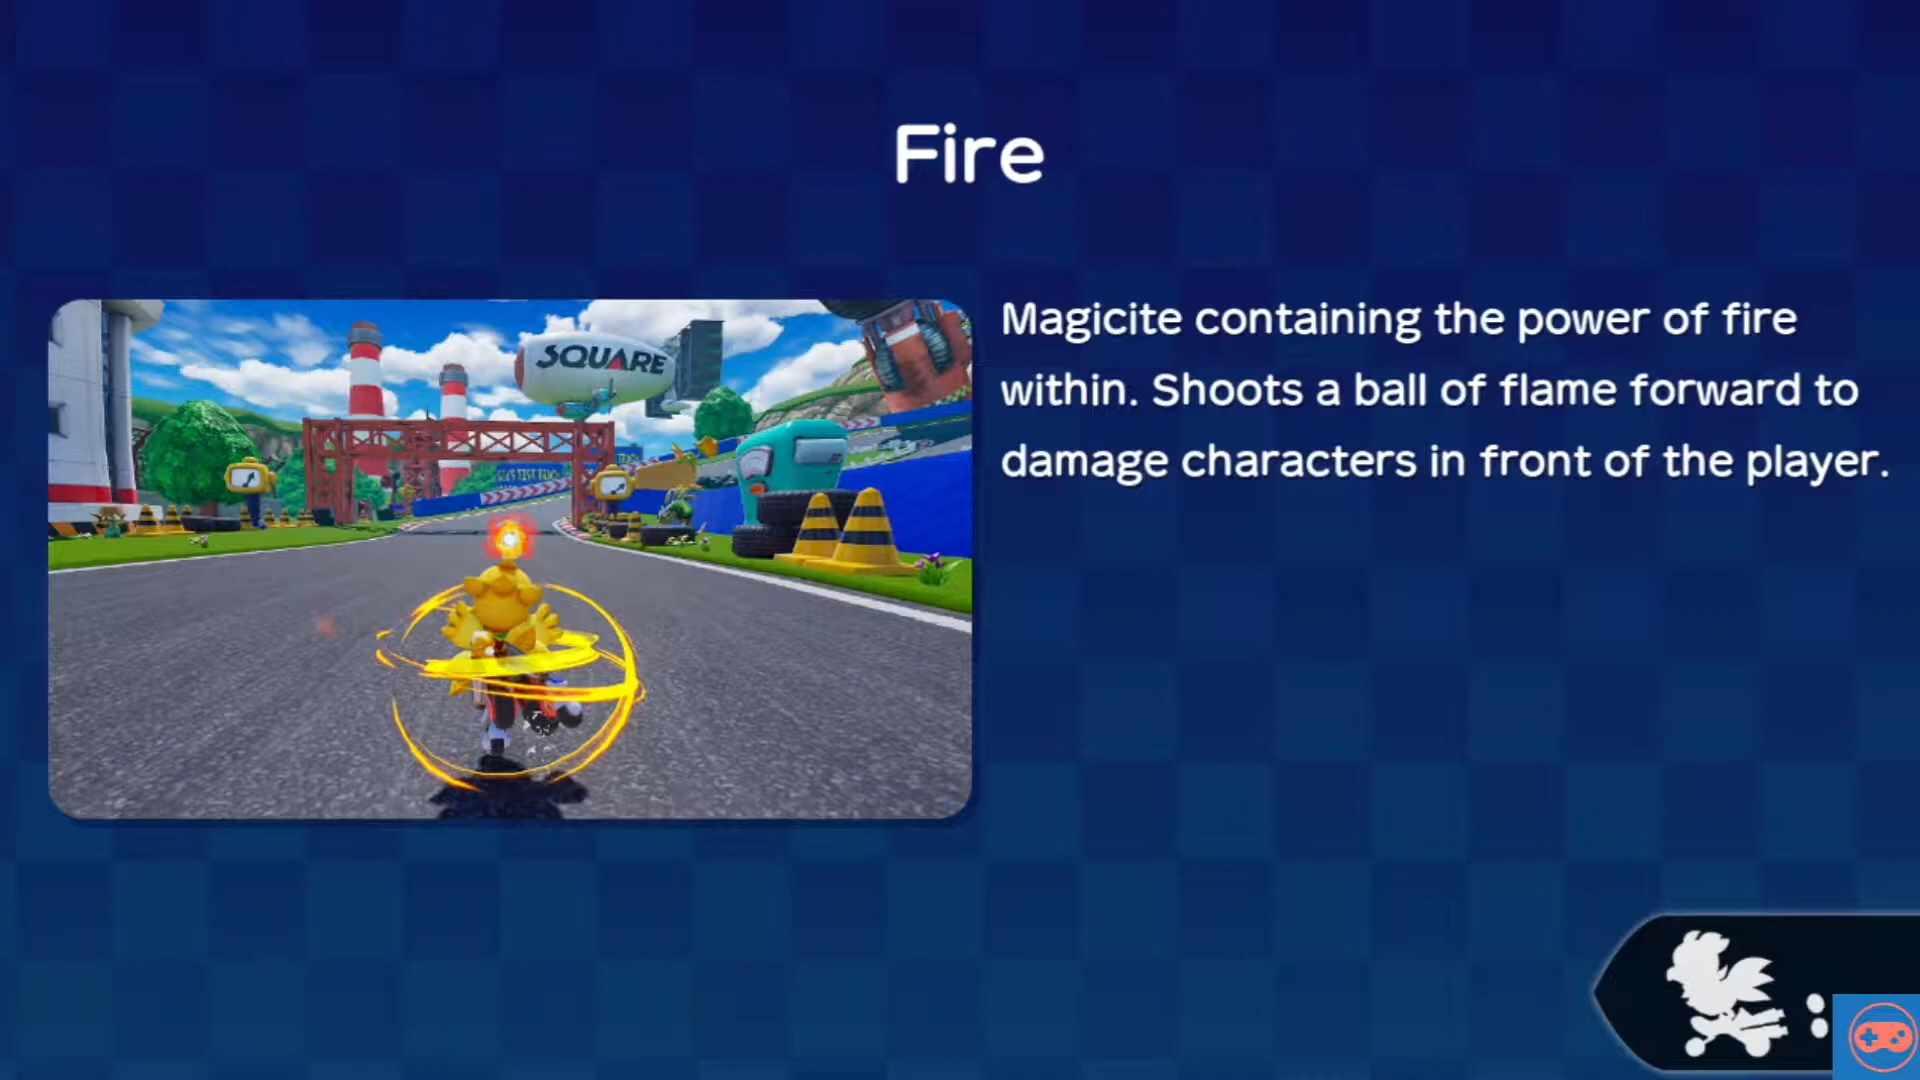 Fire
SQUARE
Magicite containing the power of fire
within. Shoots a ball of flame forward to
damage characters in front of the player.